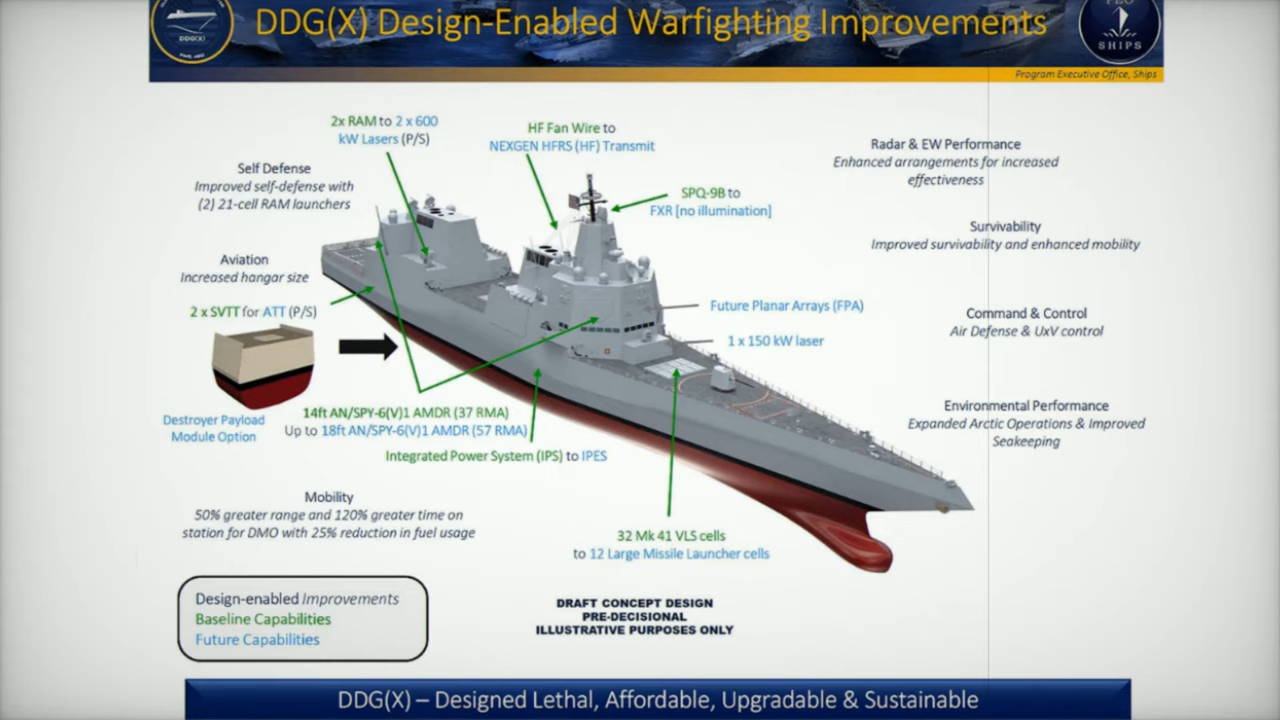 DDG(X) Design-Enabled Warfighting Improvements
DDG(X)
PEO
SHIPS
Program Executive Office, Ships
2x RAM to 2 x 600
kW Lasers (P/S)
HF Fan Wire to
NEXGEN HFRS (HF) Transmit
SPQ-9B to
FXR [no illumination]
Self Defense
Improved self-defense with
(2) 21-cell RAM launchers
Aviation
Increased hangar size
2 x SVTT for ATT (P/S)
Destroyer Payload
Module Option
14ft AN/SPY-6(V)1 AMDR (37 RMA)
Up to 18ft AN/SPY-6(V)1 AMDR (57 RMA)
Integrated Power System (IPS) to IPES
Mobility
50% greater range and 120% greater time on
station for DMO with 25% reduction in fuel usage
Future Planar Arrays (FPA)
1 x 150 kW laser
32 Mk 41 VLS cells
to 12 Large Missile Launcher cells
Radar & EW Performance
Enhanced arrangements for increased
effectiveness
Survivability
Improved survivability and enhanced mobility
Command & Control
Air Defense & UxV control
Environmental Performance
Expanded Arctic Operations & Improved
Seakeeping
Design-enabled Improvements
Baseline Capabilities
Future Capabilities
DRAFT CONCEPT DESIGN
PRE-DECISIONAL
ILLUSTRATIVE PURPOSES ONLY
DDG(X) – Designed Lethal, Affordable, Upgradable & Sustainable